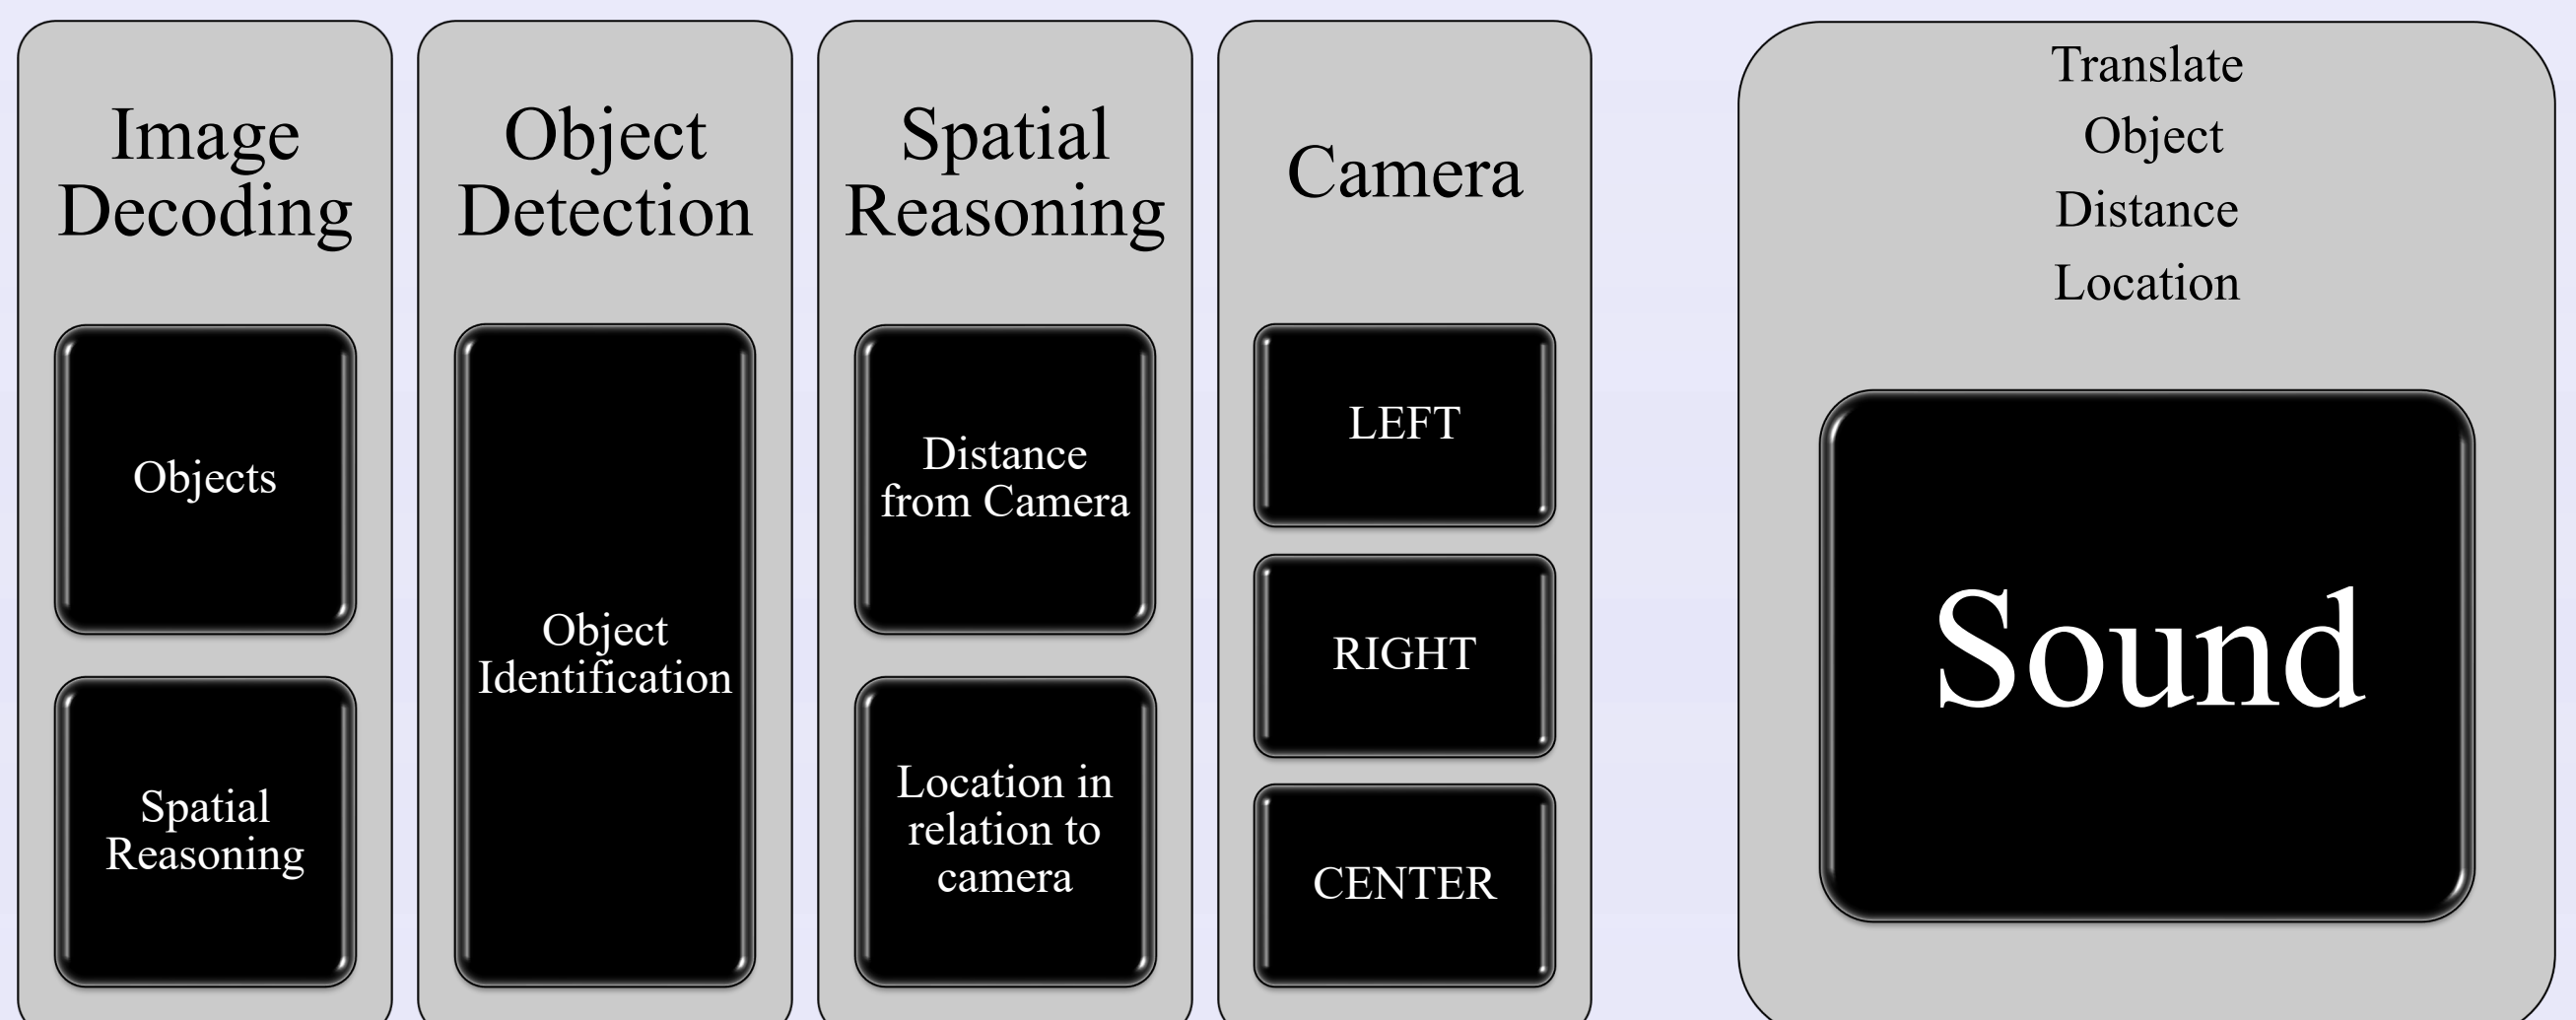 Image
Decoding
Objects
Spatial
Reasoning
Object
Detection
Object
Identification
Spatial
Reasoning
Distance
from Camera
Location in
relation to
camera
Camera
LEFT
RIGHT
CENTER
Translate
Object
Distance
Location
Sound